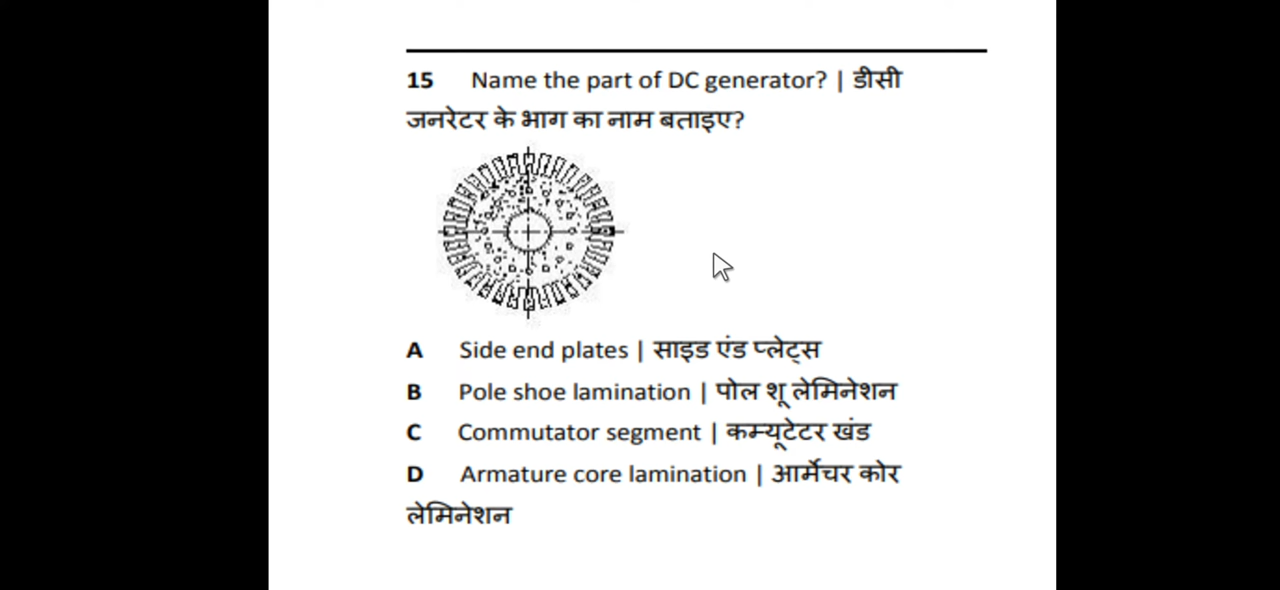 15 Name the part of DC generator? | डीसी
जनरेटर के भाग का नाम बताइए?
A Side end plates | साइड एंड प्लेट्स
B Pole shoe lamination | पोल शू लेमिनेशन
C Commutator segment | कम्यूटेटर खंड
D Armature core lamination | आर्मेचर कोर
लेमिनेशन